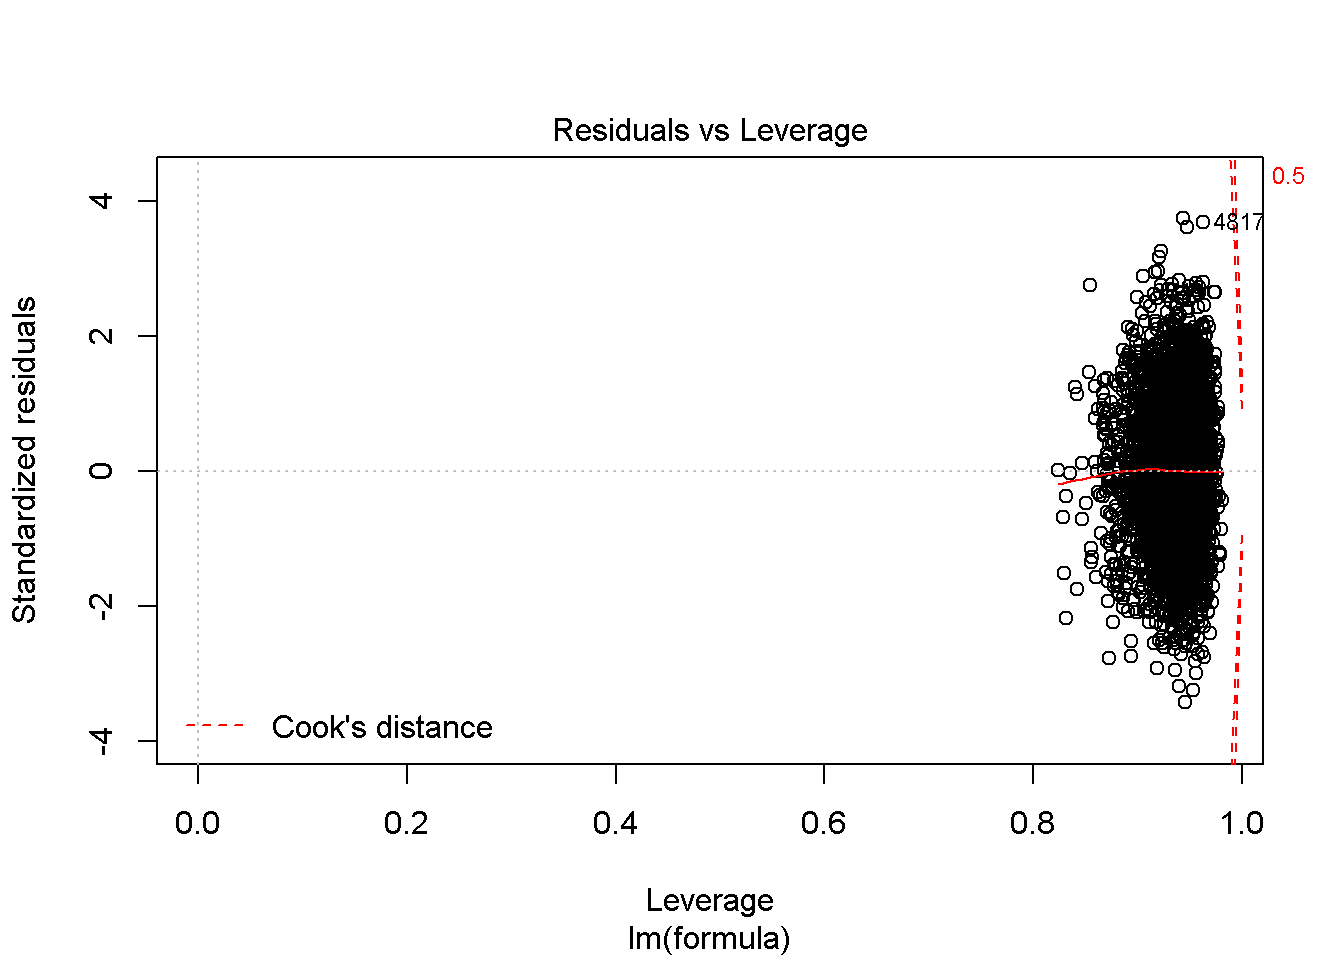 Residuals vs Leverage
0.5
4817
Standardized residuals
4
2
0
-2
-4
Cook's distance
0.0 0.2 0.4 0.6 0.8 1.0
Leverage
lm(formula)